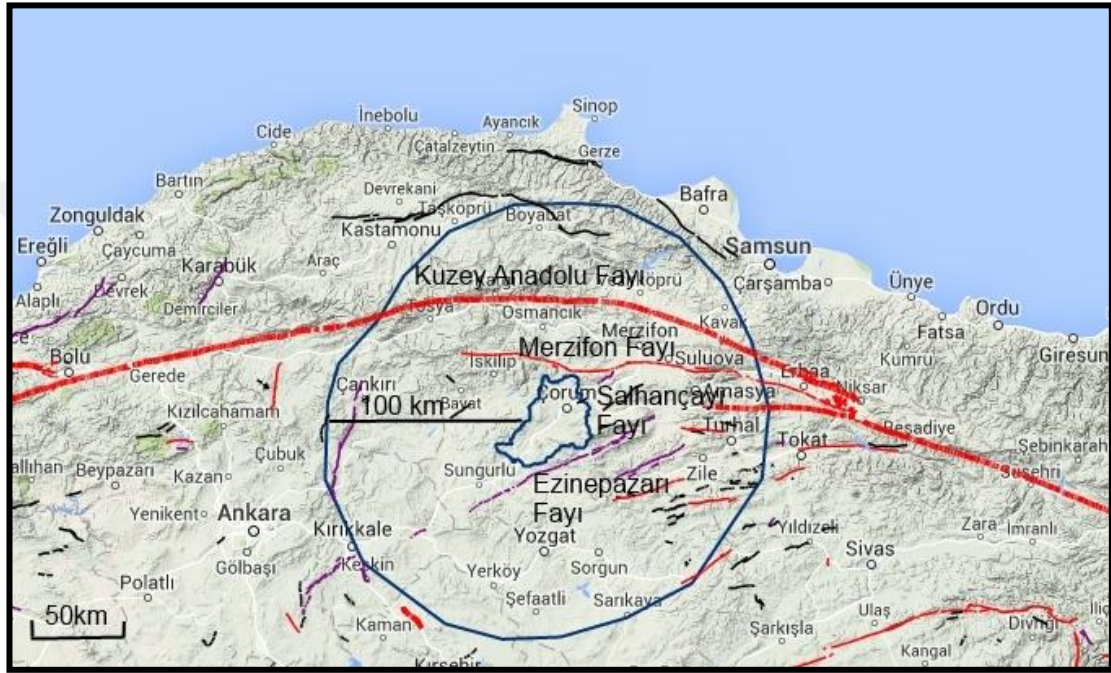 Sinop
İnebolu
Ayancık
Cide
Çatalzeytin
Gerze
Bartın
Devrekani
Bafra
Zonguldak
Taşköprü
Boyabat
Ereğli
Çaycuma
Kastamonu
Samsun
Karabük
Araç
Kuzey Anadolu Fayı
Çarşamba
Ünye
Alaplı
Devrek
Demirciler
Tosya
Osmancık
Kavak
Ordu
Merzifon
Fatsa
Bolu
Merzifon Fayı
Suluova
Kumru
Giresun
Gerede
İskilip
Erbaa
Çankırı
Amasya
Niksar
100 km
Bayat
Çorum
Salhançayı
Fayı
Kızılcahamam
Turhal
Reşadiye
Tokat
Şebinkarah
Çubuk
Beypazarı
Kazan
Sungurlu
Zile
Suşehri
Ezinepazarı
Fayı
Yenikent
Ankara
Kırıkkale
Yozgat
Yıldızeli
Zara
İmranlı
Gölbaşı
Keskin
Sorgun
Sivas
Polatlı
Yerköy
Şefaatli
Sarıkaya
50km
Kaman
Ulaş
Şarkışla
Divriği
Kangal
Kırşehir